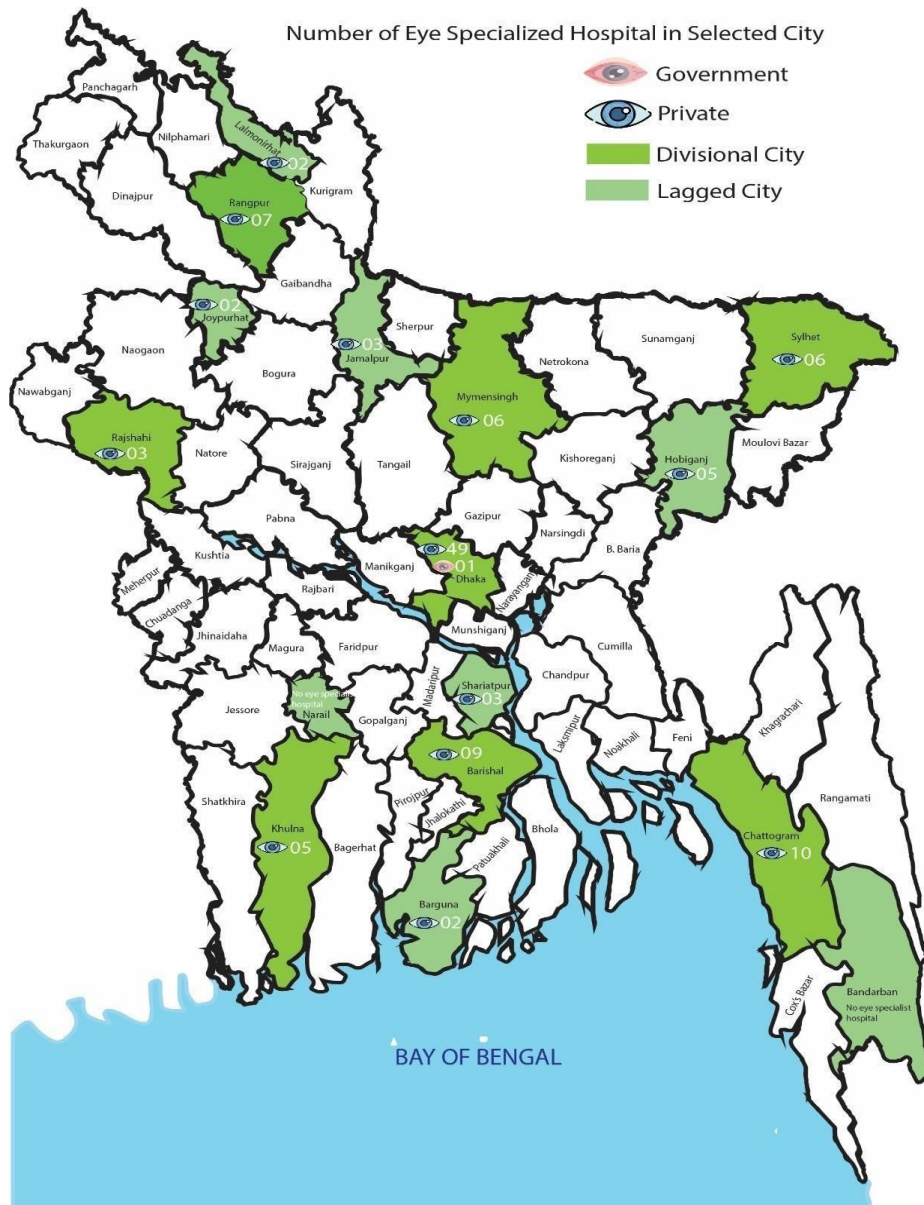 Number of Eye Specialized Hospital in Selected City
Government
Private
Divisional City
Lagged City
Panchagarh
Thakurgaon
Nilphamari
Lalmonirhat
02
Dinajpur
Rangpur
07
Kurigram
Gaibandha
02
Joypurhat
Naogaon
Bogura
03
Jamalpur
Sherpur
Mymensingh
06
Netrokona
Sunamganj
Sylhet
06
Nawabganj
Rajshahi
03
Natore
Sirajganj
Tangail
Kishoreganj
Hobiganj
05
Moulovi Bazar
Pabna
Gazipur
Narsingdi
B. Baria
Kushtia
Meherpur
Chuadanga
Manikganj
49
01
Dhaka
Narayanganj
Rajbari
Jhinaidaha
Magura
Faridpur
Munshiganj
Cumilla
Madaripur
Shariatpur
03
Chandpur
Jessore
No eye specialist
hospital
Narail
Gopalganj
Laksmipur
Noakhali
Feni
Khagrachari
09
Barishal
Shatkhira
Khulna
05
Bagerhat
Pirojpur
Jhalokathi
Patuakhali
Bhola
Barguna
02
Rangamati
Chattogram
10
Cox's Bazar
Bandarban
No eye specialist
hospital
BAY OF BENGAL